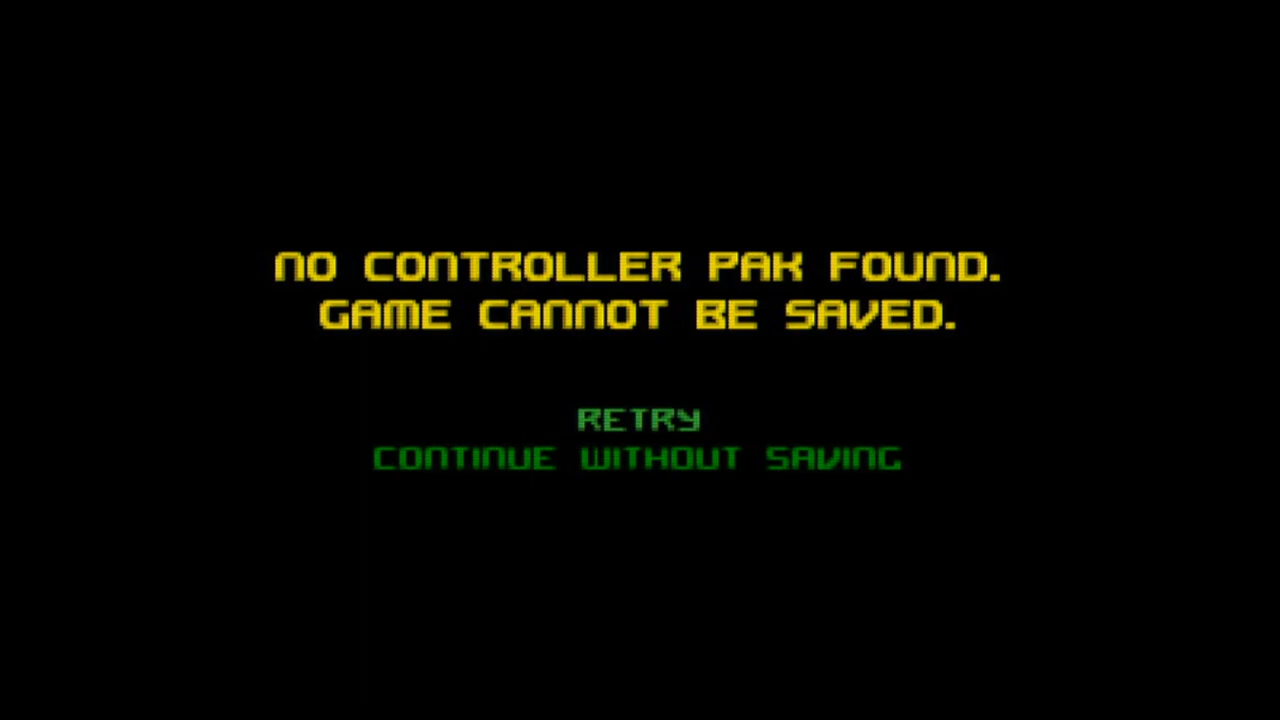 NO CONTROLLER PAK FOUND.
GAME CANNOT BE SAVED.
RETRY
CONTINUE WITHOUT SAVING